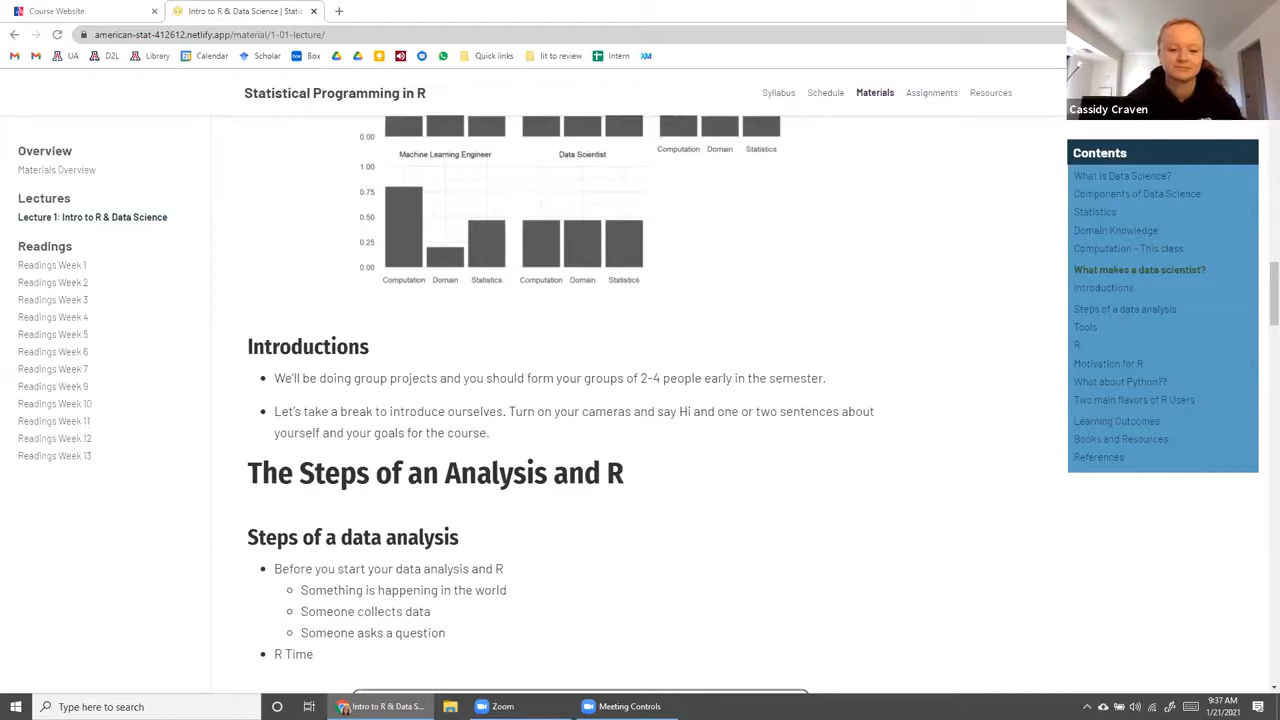 Course Website
Intro to R & Data Science | Stati
american-stat-412612.netlify.app/material/1-01-lecture/
UA
D2L
Library
Calendar
Scholar
Box
Quick links
lit to review
Intern
Statistical Programming in R
Syllabus
Schedule
Materials
Assignments
Resources
Cassidy Craven
Overview
Materials Overview
Lectures
Lecture 1: Intro to R & Data Science
Readings
Readings Week 1
Readings Week 2
Readings Week 3
Readings Week 4
Readings Week 5
Readings Week 6
Readings Week 7
Readings Week 9
Readings Week 10
Readings Week 11
Readings Week 12
Readings Week 13
0.00
Computation Domain Statistics
Machine Learning Engineer
Data Scientist
1.00
0.75
0.50
0.25
0.00
Computation Domain Statistics
Computation Domain Statistics
Introductions
We'll be doing group projects and you should form your groups of 2-4 people early in the semester.
Let's take a break to introduce ourselves. Turn on your cameras and say Hi and one or two sentences about
yourself and your goals for the course.
The Steps of an Analysis and R
Steps of a data analysis
Before you start your data analysis and R
Something is happening in the world
Someone collects data
Someone asks a question
R Time
Contents
What is Data Science?
Components of Data Science
Statistics
Domain Knowledge
Computation - This class
What makes a data scientist?
Introductions
Steps of a data analysis
Tools
R
Motivation for R
What about Python??
Two main flavors of R Users
Learning Outcomes
Books and Resources
References
Type here to search
Intro to R & Data S...
Zoom
Meeting Controls
9:37 AM
1/21/2021